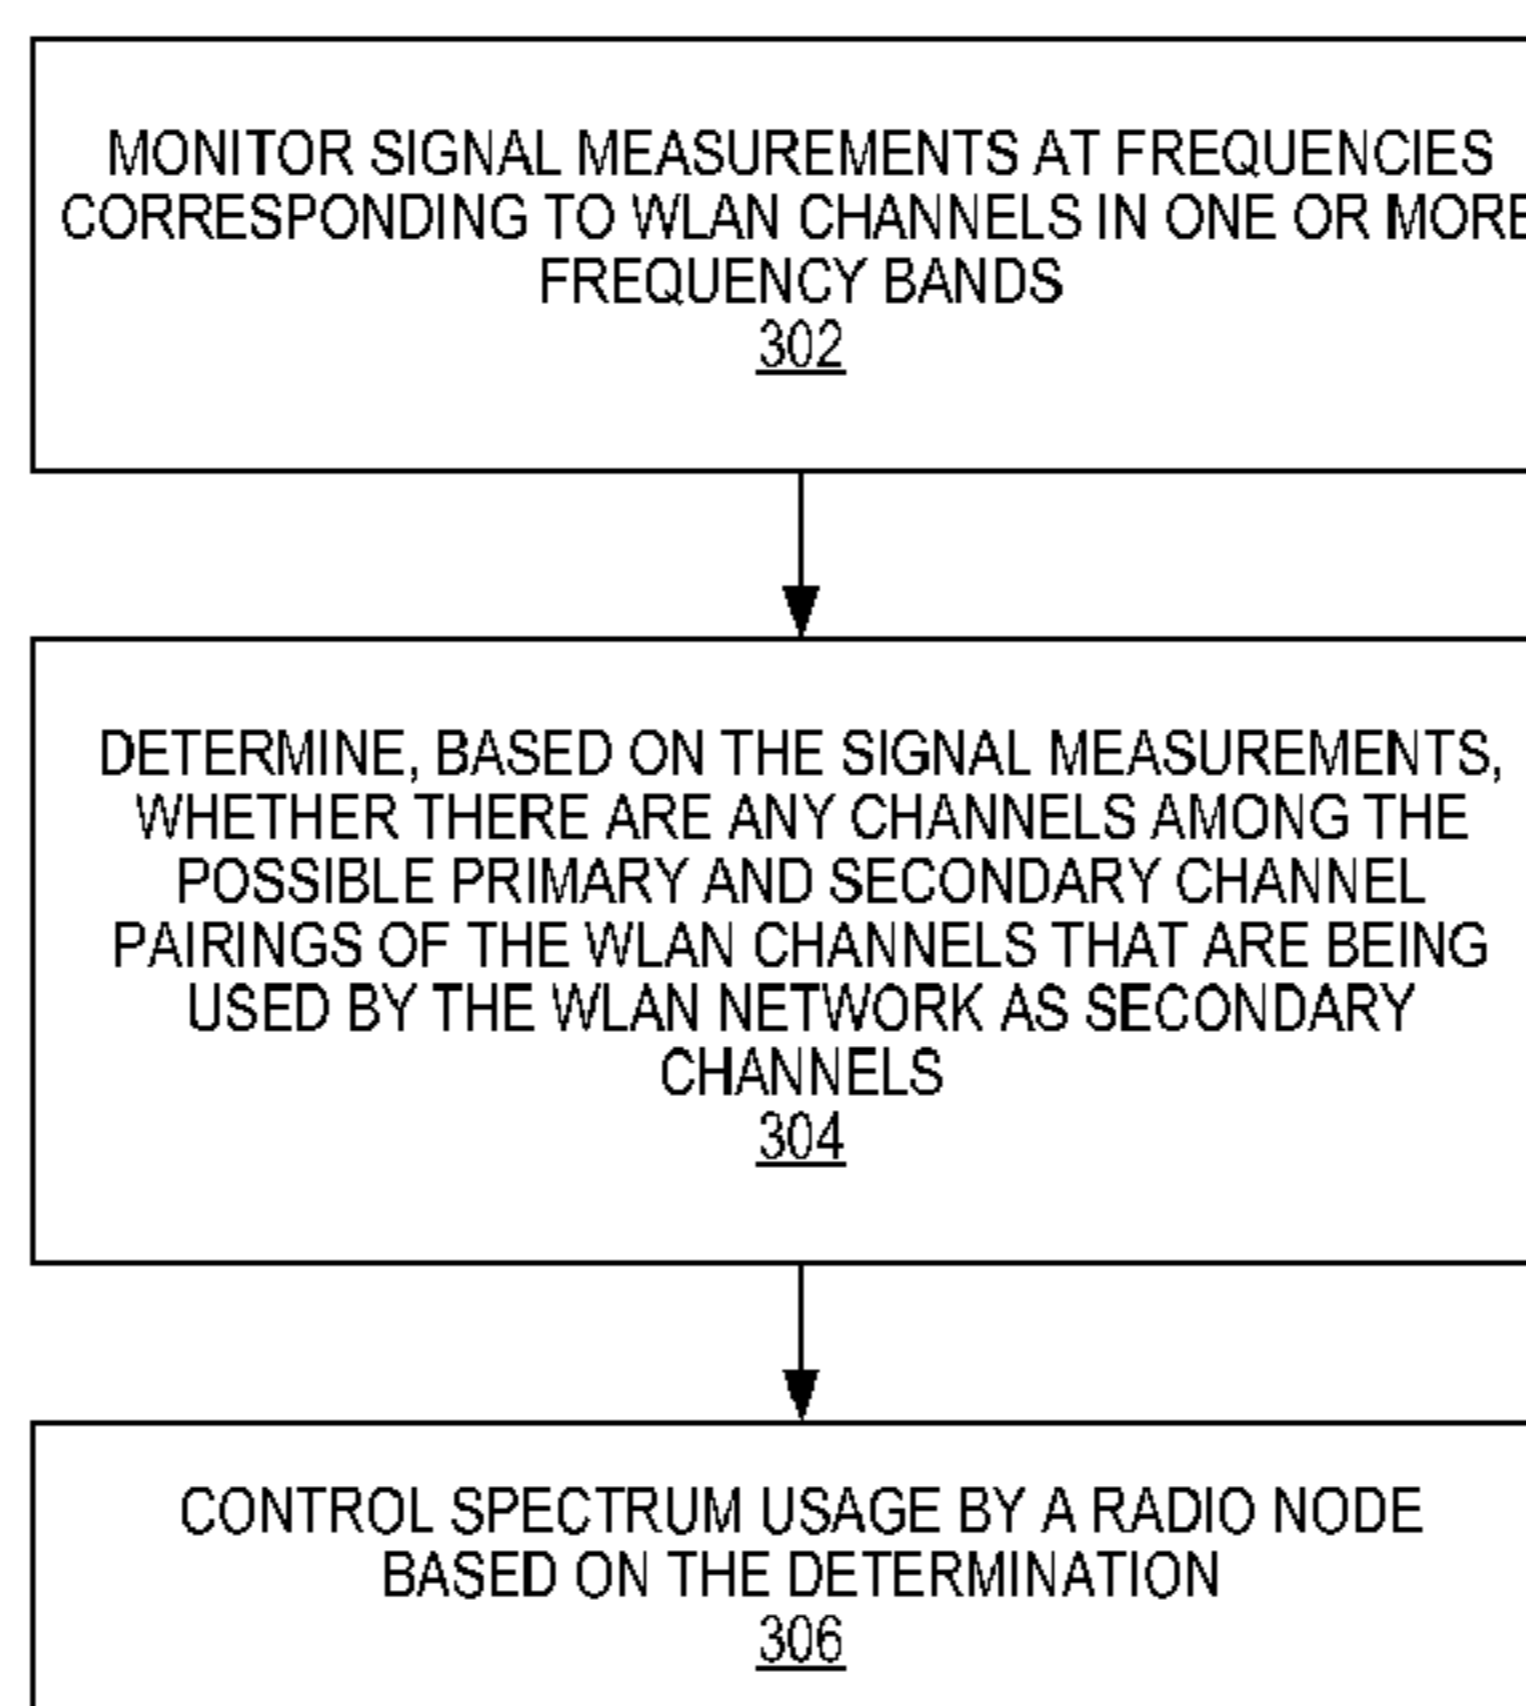 MONITOR SIGNAL MEASUREMENTS AT FREQUENCIES
CORRESPONDING TO WLAN CHANNELS IN ONE OR MORE
FREQUENCY BANDS
302
DETERMINE, BASED ON THE SIGNAL MEASUREMENTS,
WHETHER THERE ARE ANY CHANNELS AMONG THE
POSSIBLE PRIMARY AND SECONDARY CHANNEL
PAIRINGS OF THE WLAN CHANNELS THAT ARE BEING
USED BY THE WLAN NETWORK AS SECONDARY
CHANNELS
304
CONTROL SPECTRUM USAGE BY A RADIO NODE
BASED ON THE DETERMINATION
306